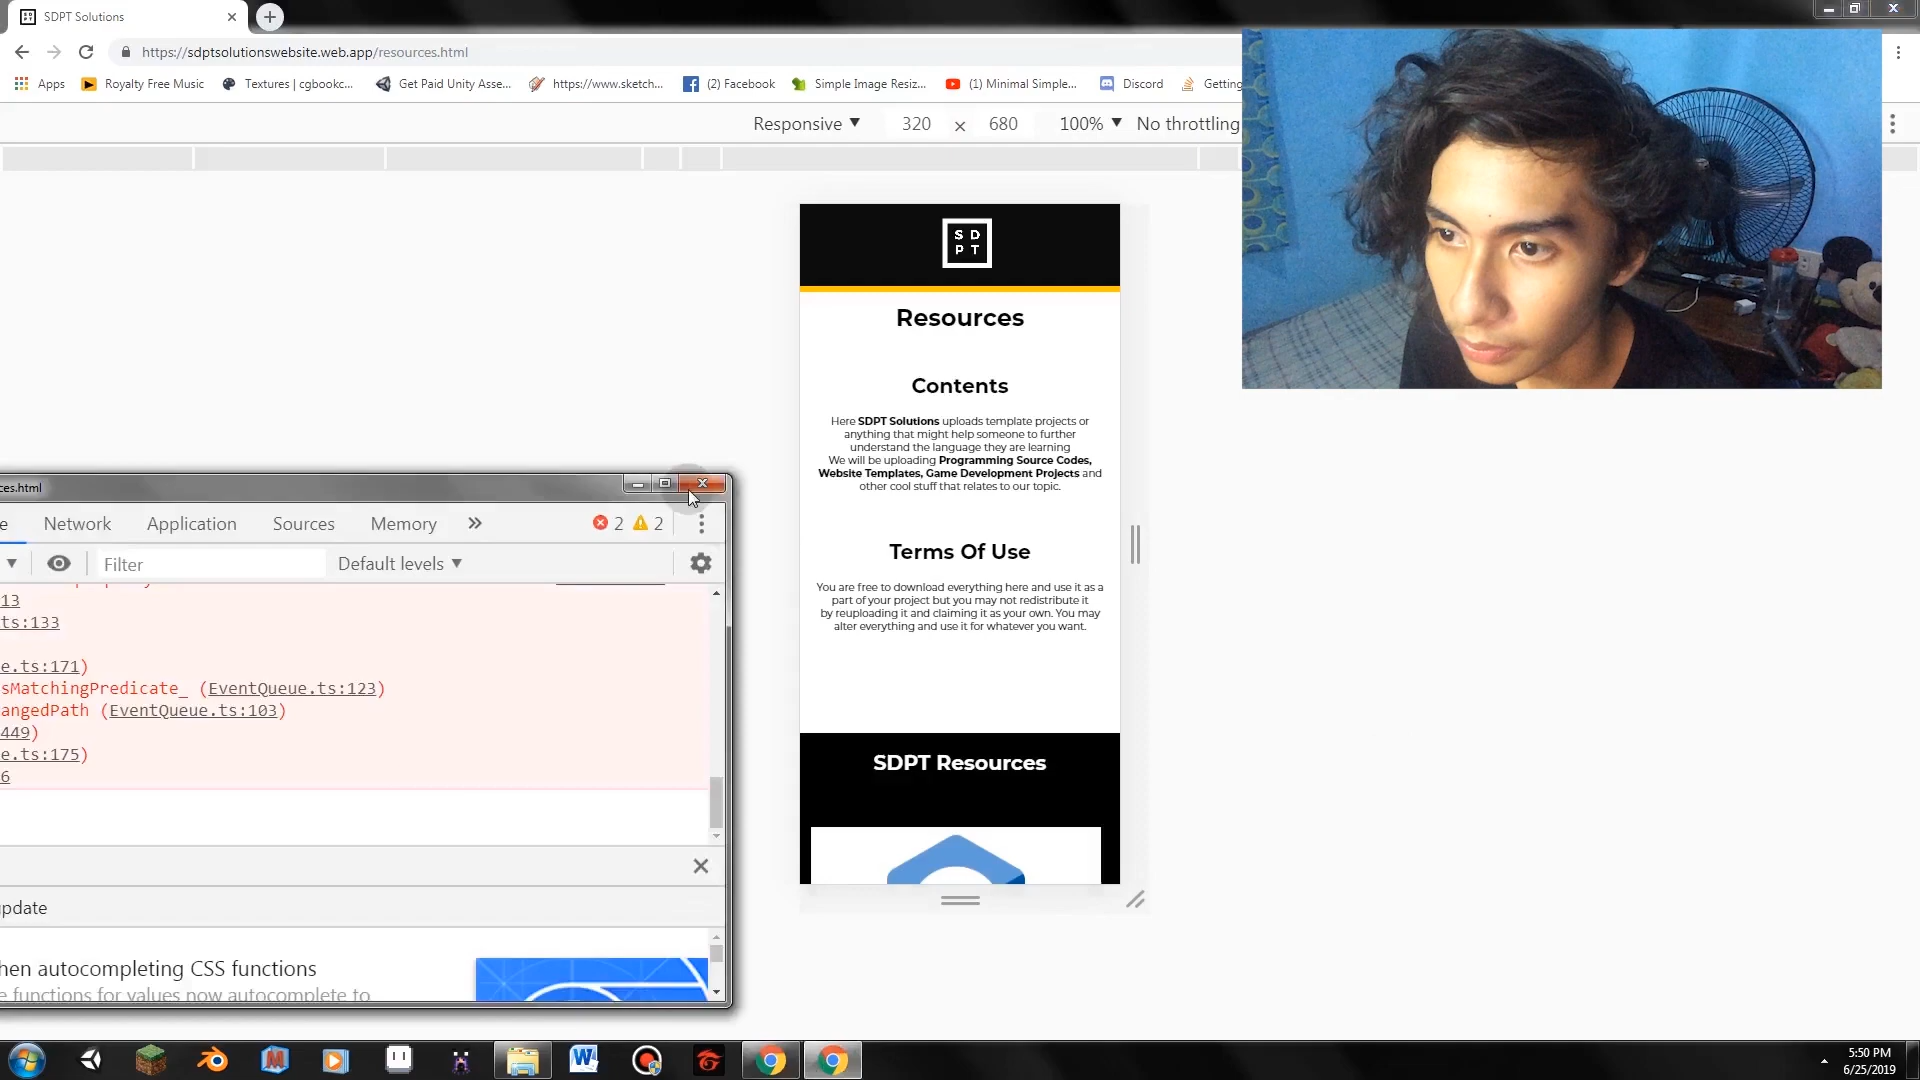 SDPT Solutions
https://sdptsolutionswebsite.web.app/resources.html
Apps
Royalty Free Music
Textures | cgbookc...
Get Paid Unity Asse...
https://www.sketch...
(2) Facebook
Simple Image Resiz...
(1) Minimal Simple...
Discord
Getting
Responsive ▼ 320 × 680 100% ▼ No throttling
S D
P T
Resources
Contents
Here SDPT Solutions uploads template projects or
anything that might help someone to further
understand the language they are learning
We will be uploading Programming Source Codes,
Website Templates, Game Development Projects and
other cool stuff that relates to our topic.
Terms Of Use
You are free to download everything here and use it as a
part of your project but you may not redistribute it
by reuploading it and claiming it as your own. You may
alter everything and use it for whatever you want.
SDPT Resources
ces.html
e Network Application Sources Memory » 2 2
Filter Default levels ▼
13
ts:133
e.ts:171)
sMatchingPredicate_ (EventQueue.ts:123)
angedPath (EventQueue.ts:103)
449)
e.ts:175)
6
update
hen autocompleting CSS functions
e functions for values now autocomplete to
5:50 PM
6/25/2019